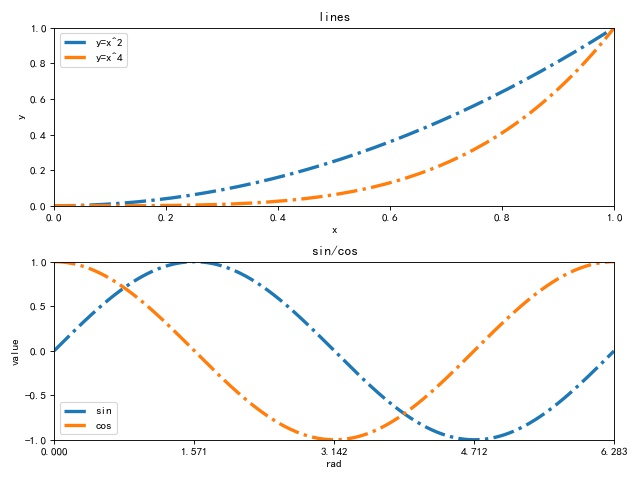 lines
1.0
0.8
0.6
0.4
0.2
0.0
y
y=x^2
y=x^4
0.0 0.2 0.4 0.6 0.8 1.0
x
sin/cos
1.0
0.5
0.0
−0.5
−1.0
value
sin
cos
0.000 1.571 3.142 4.712 6.283
rad